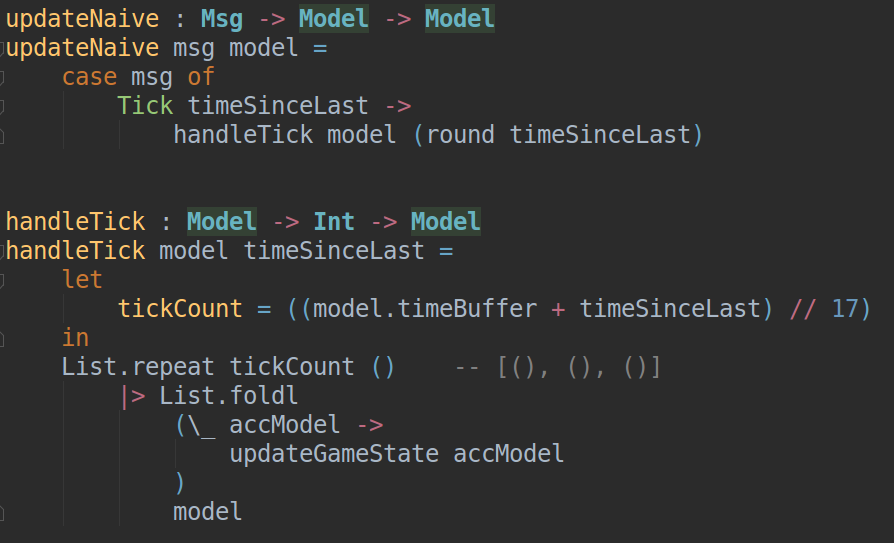 updateNaive : Msg -> Model -> Model
updateNaive msg model =
    case msg of
        Tick timeSinceLast ->
            handleTick model (round timeSinceLast)
handleTick : Model -> Int -> Model
handleTick model timeSinceLast =
    let
        tickCount = ((model.timeBuffer + timeSinceLast) // 17)
    in
    List.repeat tickCount ()    -- [(), (), ()]
        |> List.foldl
            (\_ accModel ->
                updateGameState accModel
            )
            model